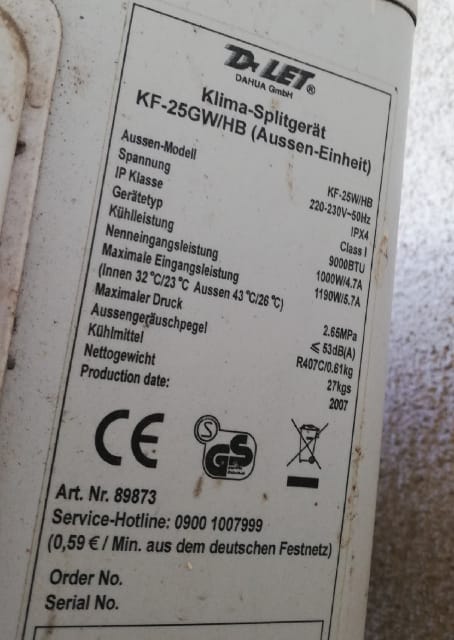 DALET®
DAHUA GmbH
Klima-Splitgerät
KF-25GW/HB (Aussen-Einheit)
Aussen-Modell KF-25W/HB
Spannung 220-230V~50Hz
IP Klasse IPX4
Gerätetyp Class I
Kühlleistung 9000BTU
Nenneingangsleistung 1000W/4.7A
Maximale Eingangsleistung 1190W/5.7A
(Innen 32°C/23°C Aussen 43°C/26°C)
Maximaler Druck 2.65MPa
Aussengeräuschpegel ≤ 53dB(A)
Kühlmittel R407C/0.61kg
Nettogewicht 27kgs
Production date: 2007
CE
S GS
Art. Nr. 89873
Service-Hotline: 0900 1007999
(0,59 € / Min. aus dem deutschen Festnetz)
Order No.
Serial No.